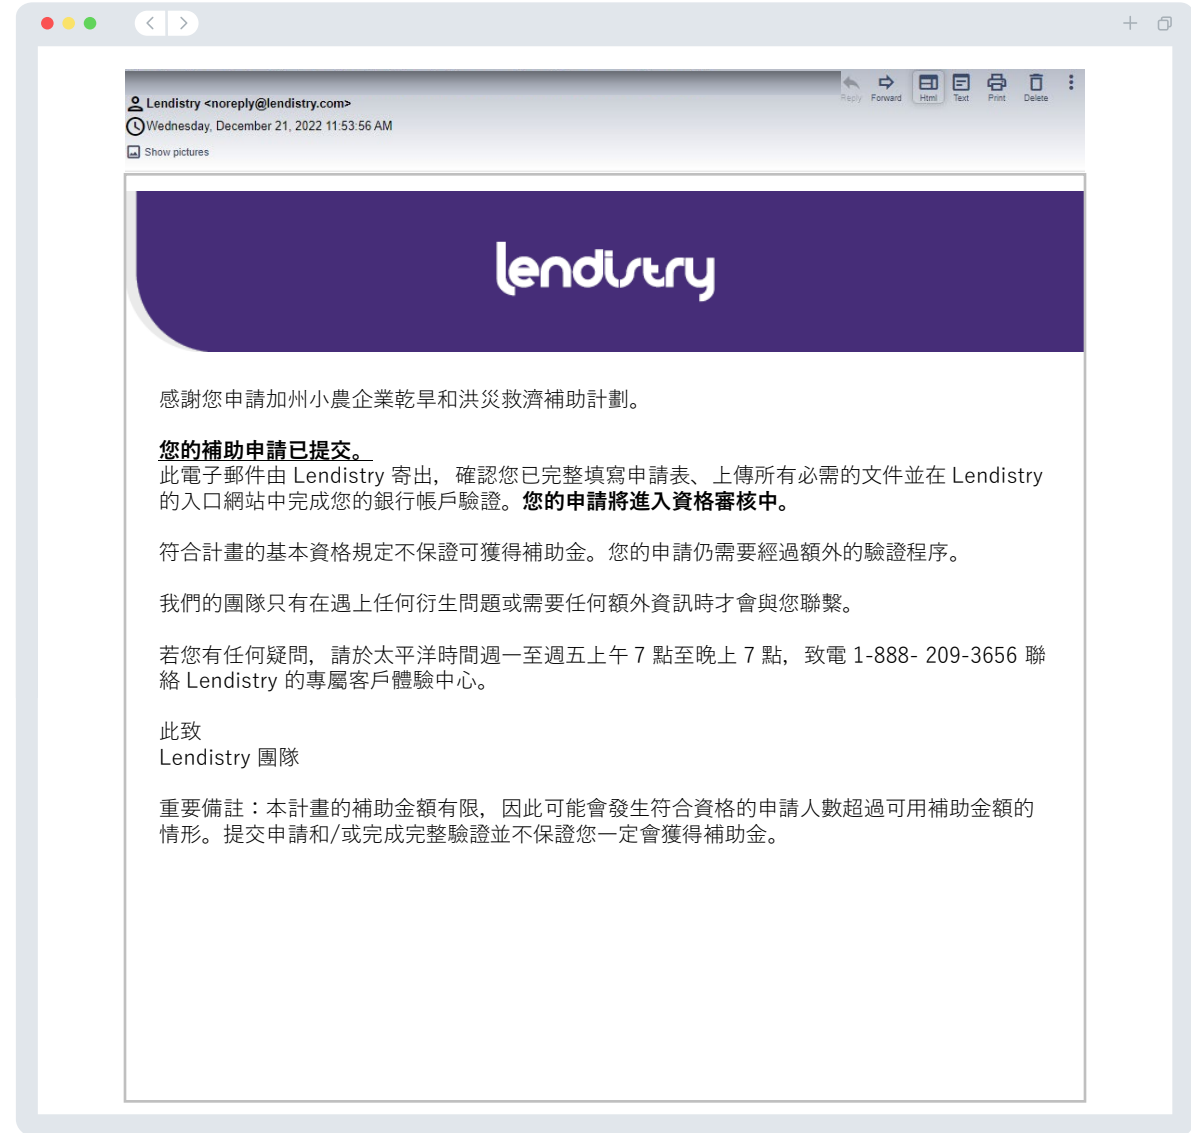 Lendistry <noreply@lendistry.com>
Wednesday, December 21, 2022 11:53:56 AM
Show pictures
Reply Forward Html Text Print Delete
lendistry
感謝您申請加州小農企業乾旱和洪災救濟補助計劃。
您的補助申請已提交。
此電子郵件由 Lendistry 寄出，確認您已完整填寫申請表、上傳所有必需的文件並在 Lendistry
的入口網站中完成您的銀行帳戶驗證。您的申請將進入資格審核中。
符合計畫的基本資格規定不保證可獲得補助金。您的申請仍需要經過額外的驗證程序。
我們的團隊只有在遇上任何衍生問題或需要任何額外資訊時才會與您聯繫。
若您有任何疑問，請於太平洋時間週一至週五上午 7 點至晚上 7 點，致電 1-888- 209-3656 聯
絡 Lendistry 的專屬客戶體驗中心。
此致
Lendistry 團隊
重要備註：本計畫的補助金額有限，因此可能會發生符合資格的申請人數超過可用補助金額的
情形。提交申請和/或完成完整驗證並不保證您一定會獲得補助金。